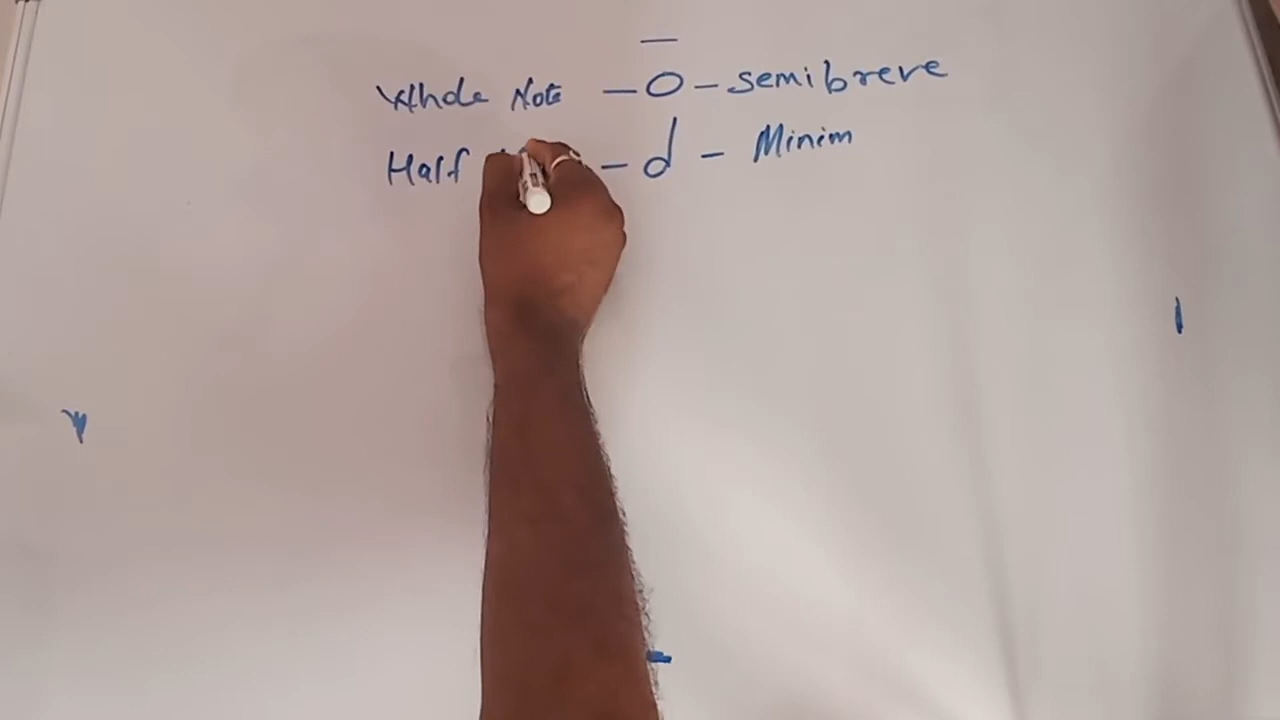 Whole Note – O – semibreve
Half – d – Minim